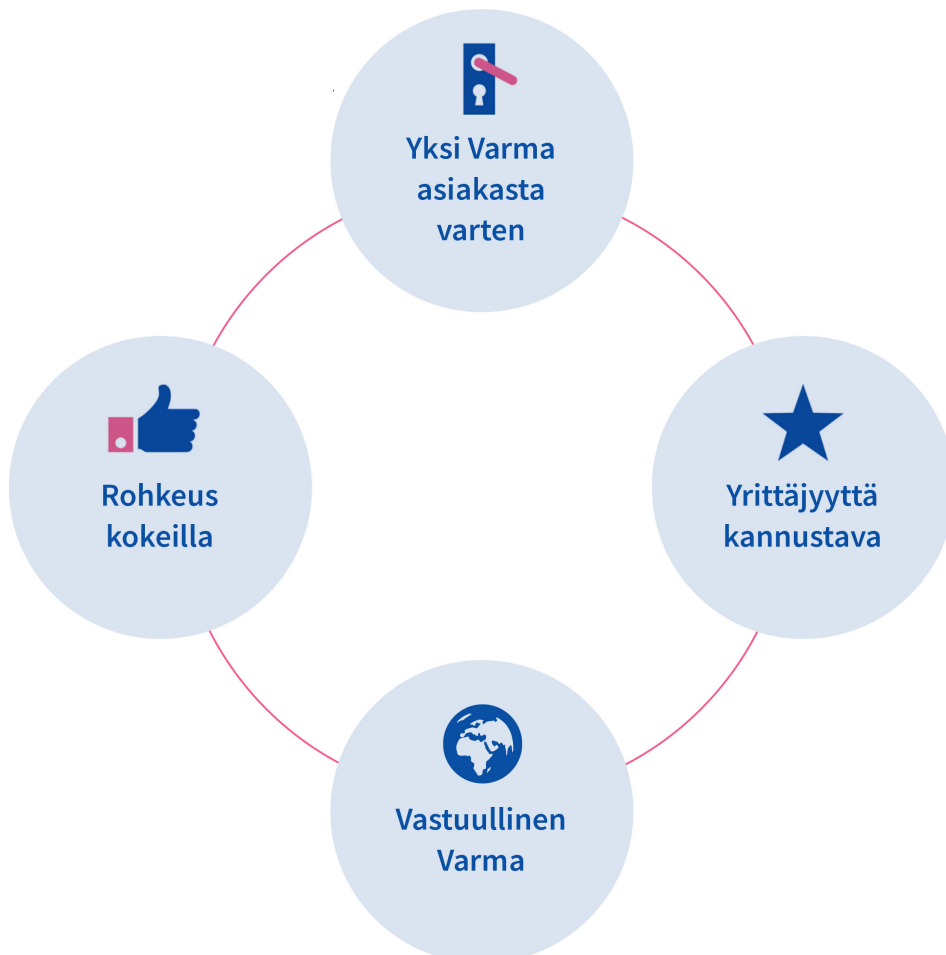 Yksi Varma
asiakasta
varten
Rohkeus
kokeilla
Yrittäjyyttä
kannustava
Vastuullinen
Varma